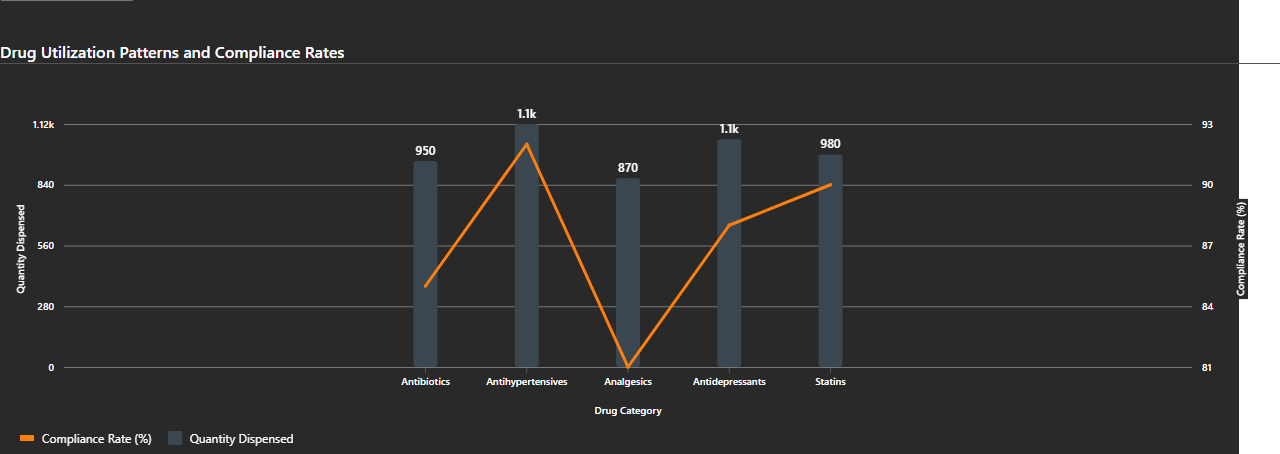 Drug Utilization Patterns and Compliance Rates
1.12k
840
560
280
0
Quantity Dispensed
950
1.1k
870
1.1k
980
93
90
87
84
81
Compliance Rate (%)
Antibiotics
Antihypertensives
Analgesics
Antidepressants
Statins
Drug Category
Compliance Rate (%)
Quantity Dispensed